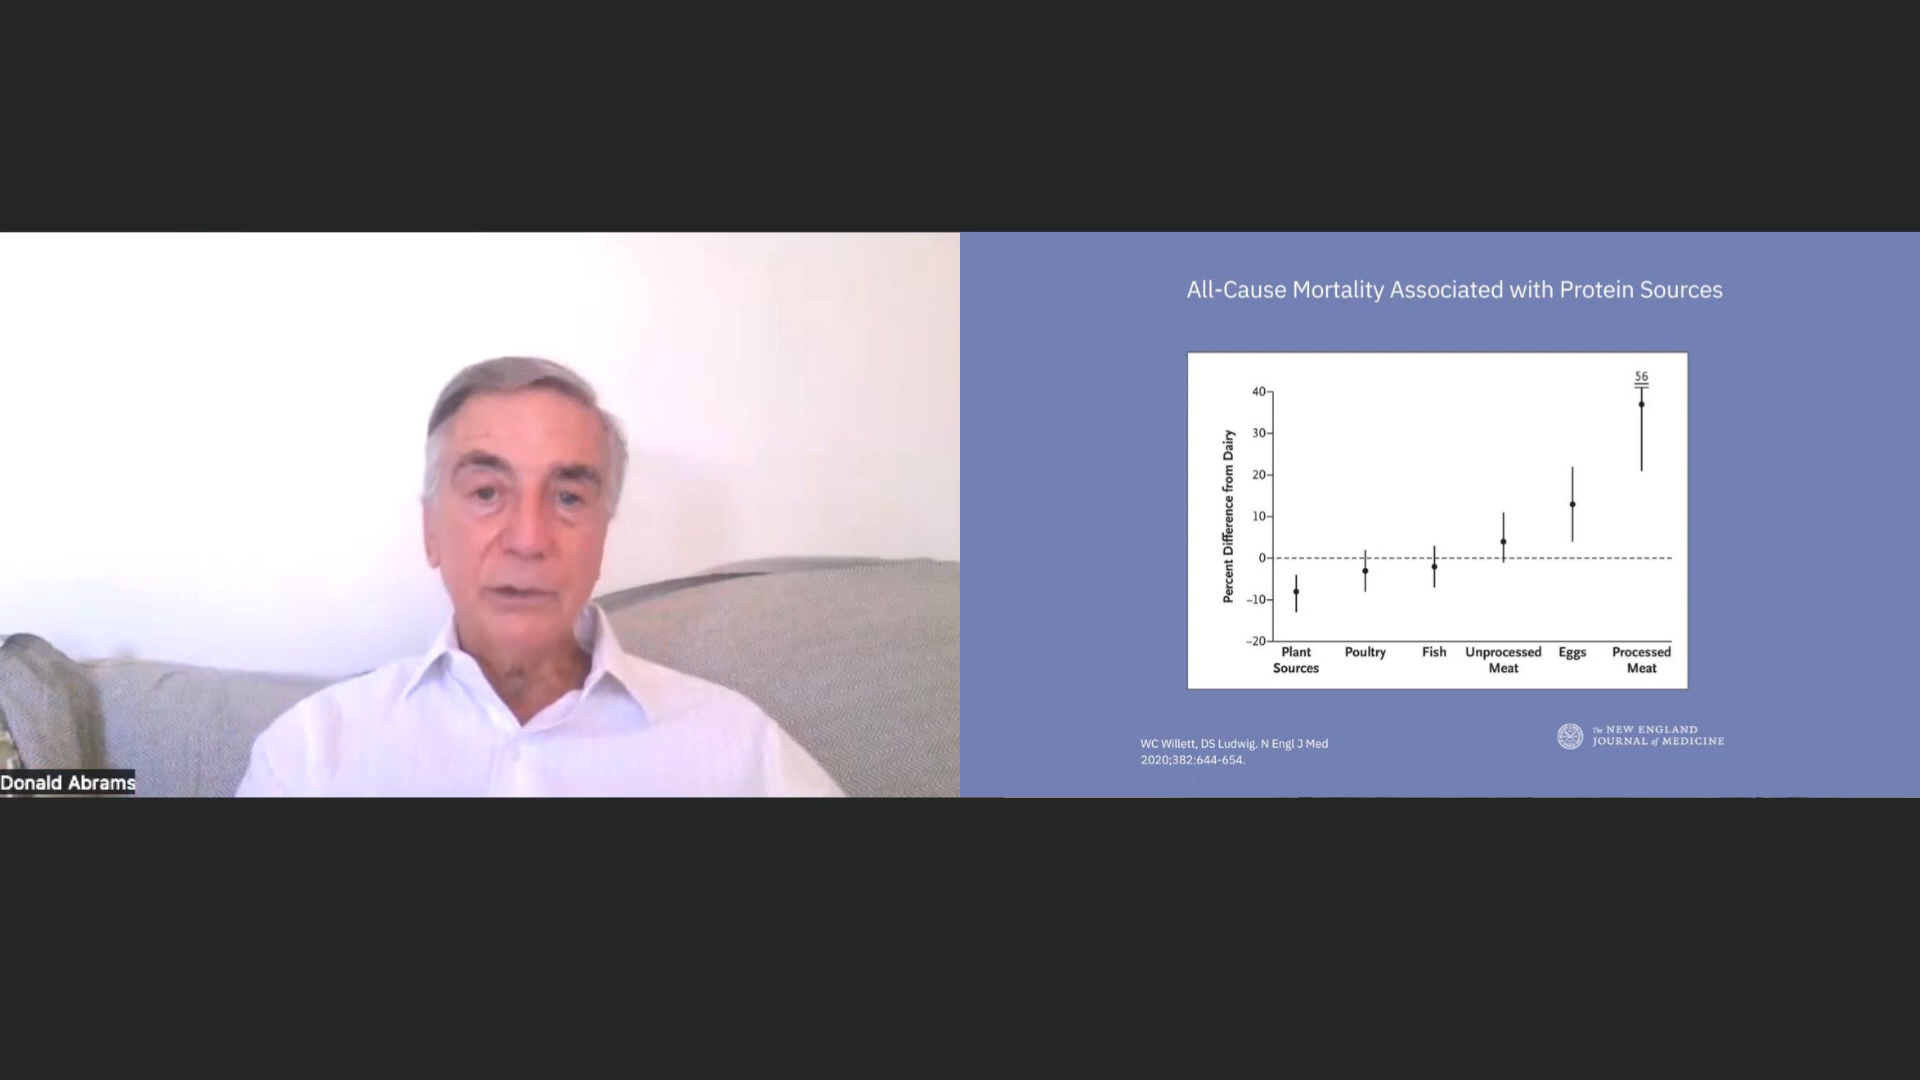 Donald Abrams
All-Cause Mortality Associated with Protein Sources
56
40
30
20
10
0
–10
–20
Percent Difference from Dairy
Plant Sources
Poultry
Fish
Unprocessed Meat
Eggs
Processed Meat
WC Willett, DS Ludwig. N Engl J Med
2020;382:644-654.
The NEW ENGLAND
JOURNAL of MEDICINE